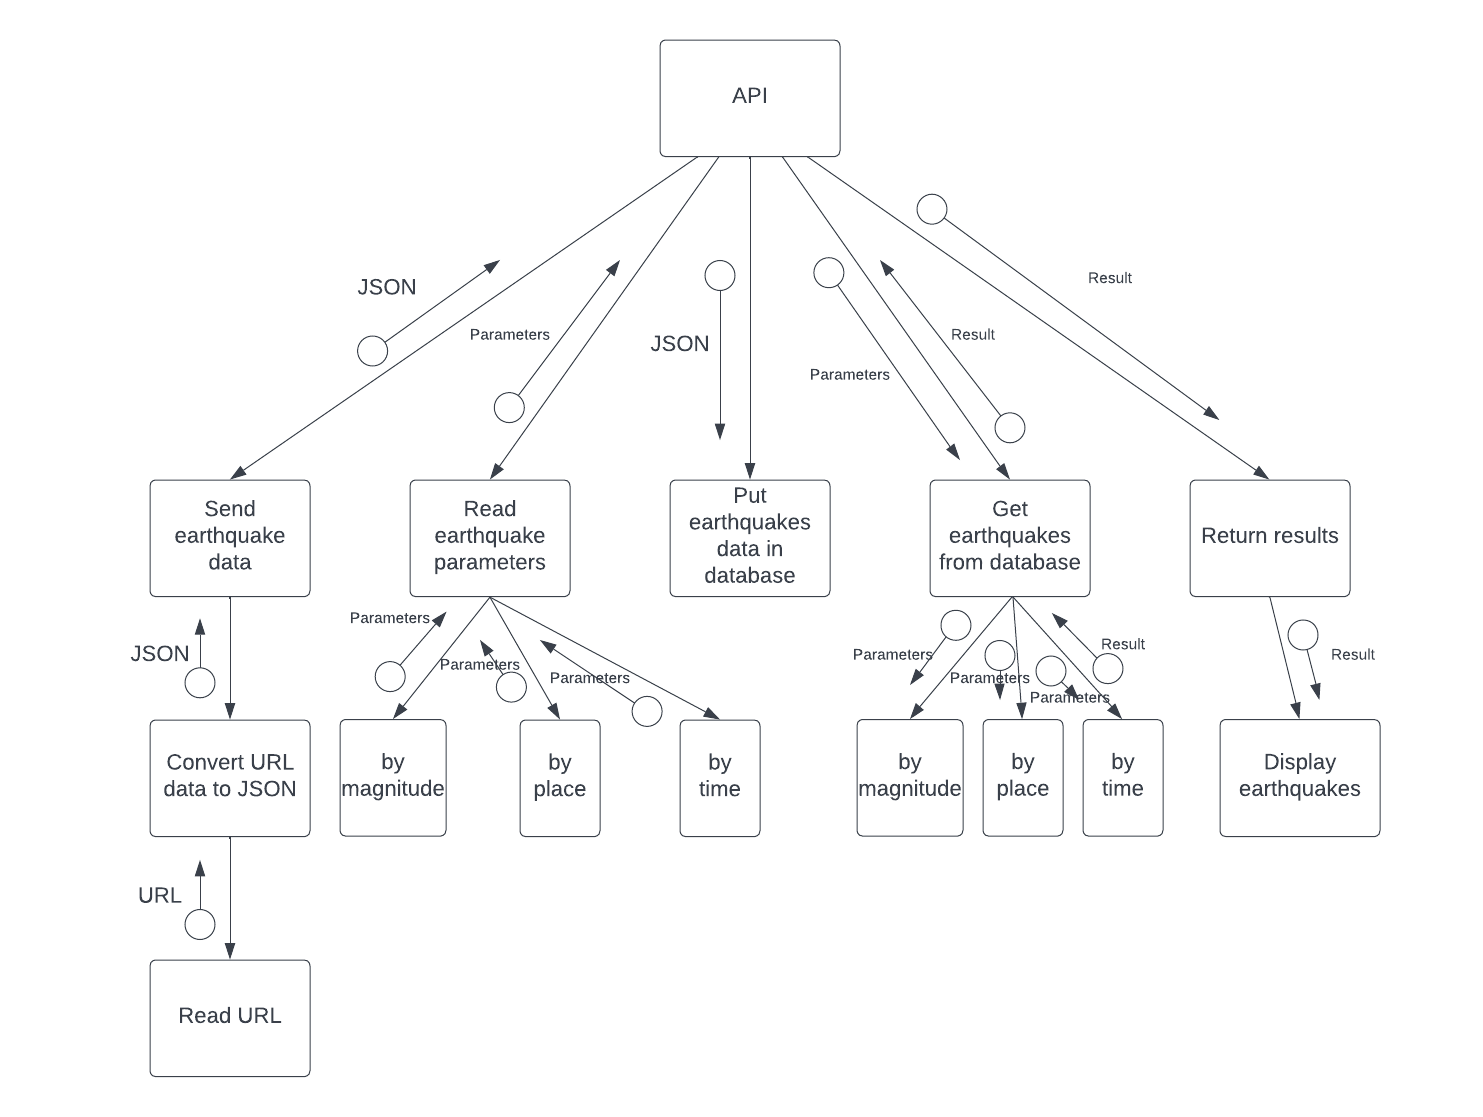 API
JSON
Parameters
JSON
Parameters
Result
Result
Send
earthquake
data
Read
earthquake
parameters
Put
earthquakes
data in
database
Get
earthquakes
from database
Return results
JSON
Parameters
Parameters
Parameters
Parameters
Parameters
Parameters
Result
Result
Convert URL
data to JSON
by
magnitude
by
place
by
time
by
magnitude
by
place
by
time
Display
earthquakes
URL
Read URL